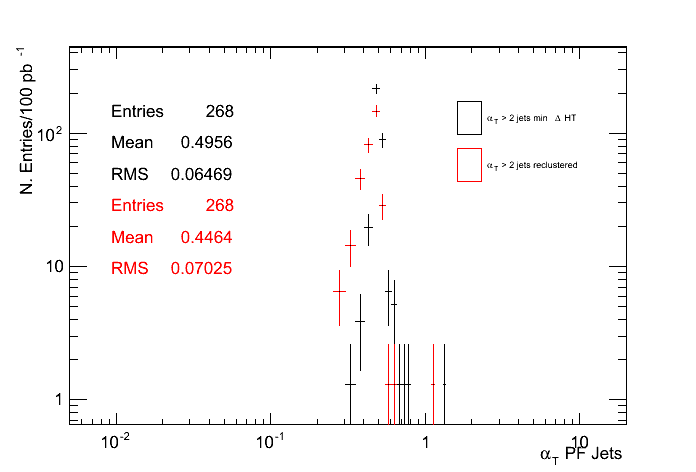 N. Entries/100 pb -1
10^2
10
1
Entries 268
Mean 0.4956
RMS 0.06469
Entries 268
Mean 0.4464
RMS 0.07025
α_T > 2 jets min Δ HT
α_T > 2 jets reclustered
10^-2 10^-1 1 10
α_T PF Jets